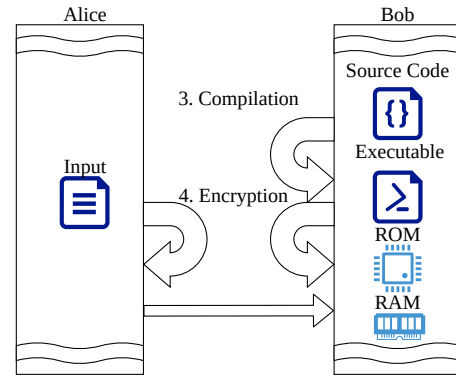 Alice
Bob
Source Code
3. Compilation
{}
Executable
Input
4. Encryption
ROM
RAM